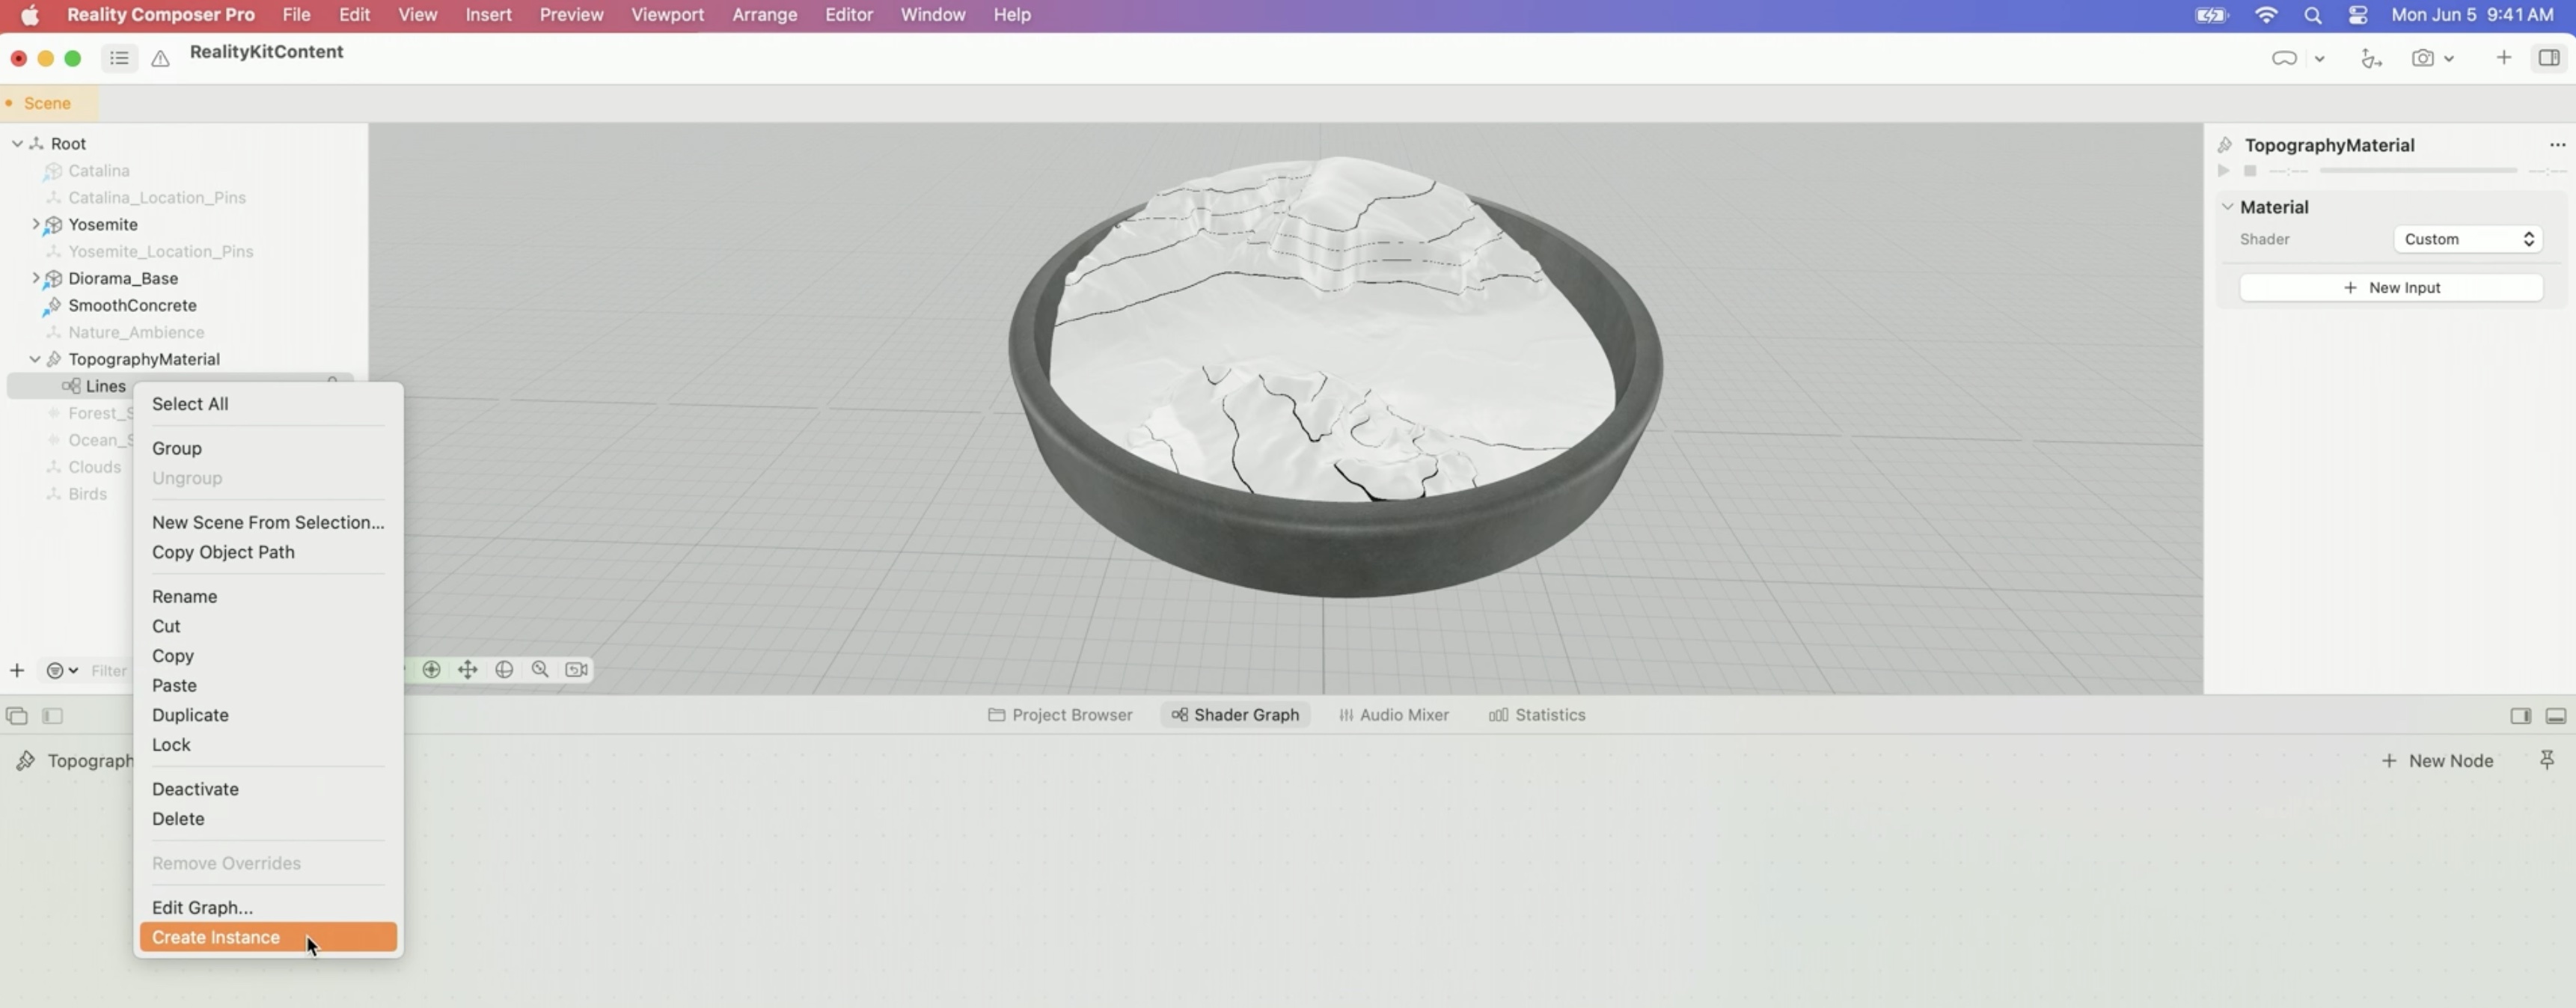 Reality Composer Pro File Edit View Insert Preview Viewport Arrange Editor Window Help Mon Jun 5 9:41 AM
RealityKitContent
Scene
Root
Catalina
Catalina_Location_Pins
Yosemite
Yosemite_Location_Pins
Diorama_Base
SmoothConcrete
Nature_Ambience
TopographyMaterial
Lines
Forest_S
Ocean_S
Clouds
Birds
Filter
Select All
Group
Ungroup
New Scene From Selection...
Copy Object Path
Rename
Cut
Copy
Paste
Duplicate
Lock
Deactivate
Delete
Remove Overrides
Edit Graph...
Create Instance
TopographyMaterial
--:-- --:--
Material
Shader Custom
+ New Input
Project Browser Shader Graph Audio Mixer Statistics
Topograph
+ New Node